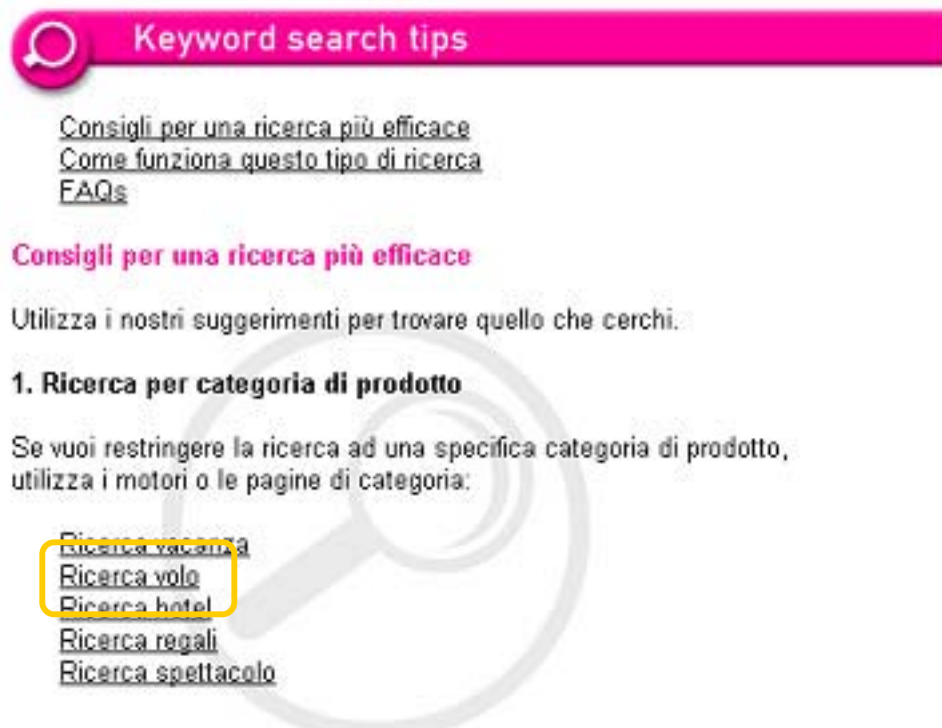 Keyword search tips
Consigli per una ricerca più efficace
Come funziona questo tipo di ricerca
FAQs
Consigli per una ricerca più efficace
Utilizza i nostri suggerimenti per trovare quello che cerchi.
1. Ricerca per categoria di prodotto
Se vuoi restringere la ricerca ad una specifica categoria di prodotto,
utilizza i motori o le pagine di categoria:
Ricerca vacanza
Ricerca volo
Ricerca hotel
Ricerca regali
Ricerca spettacolo